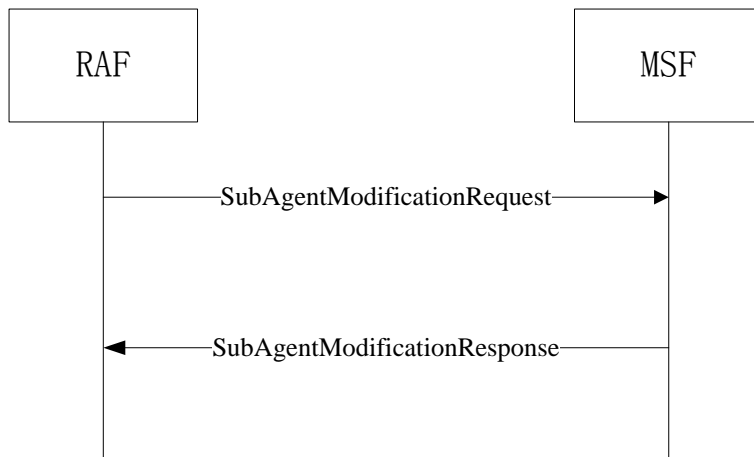 RAF
MSF
SubAgentModificationRequest
SubAgentModificationResponse